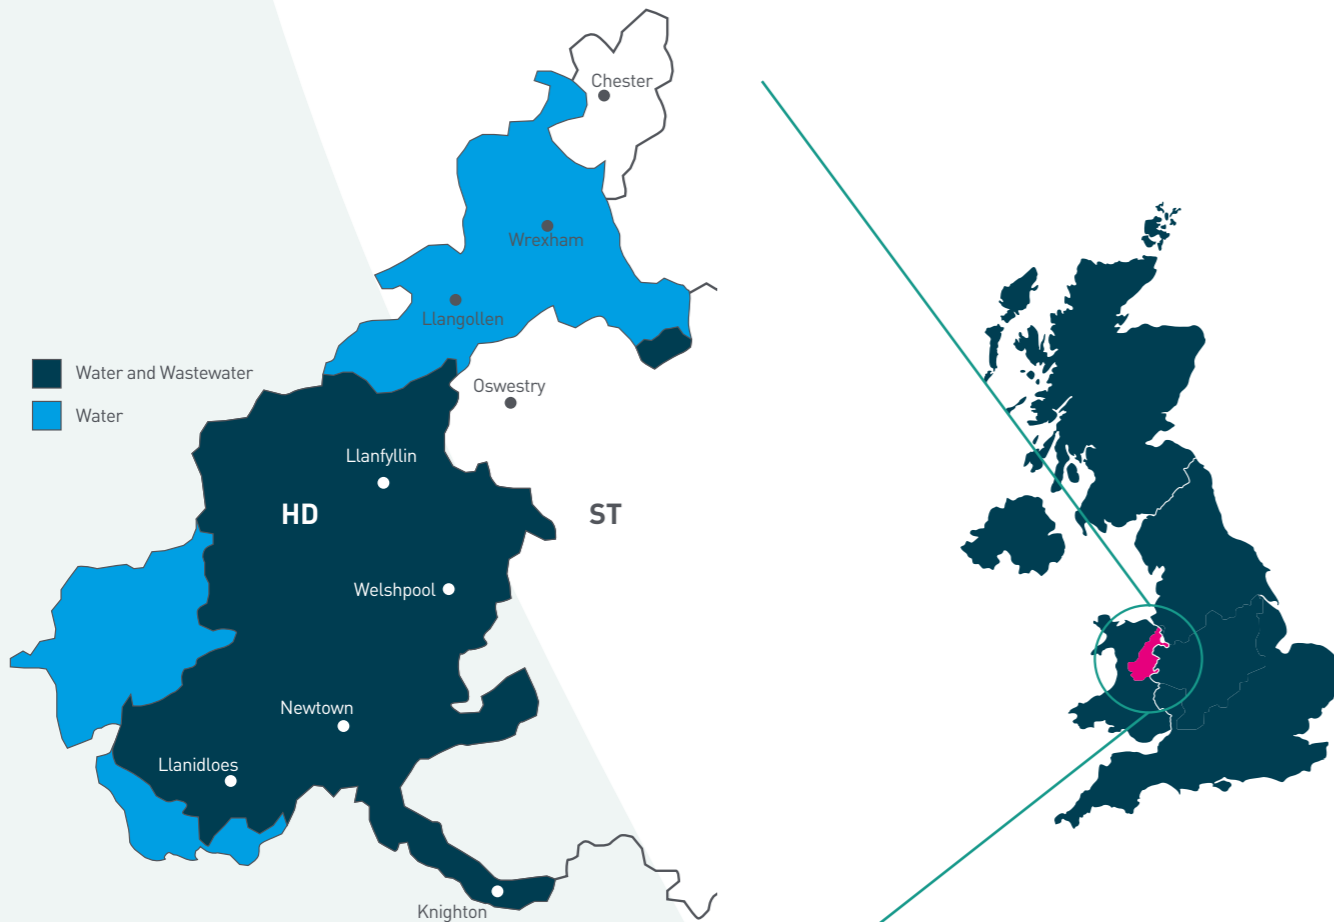 Chester
Wrexham
Llangollen
Water and Wastewater
Water
Oswestry
Llanfyllin
HD
ST
Welshpool
Newtown
Llanidloes
Knighton